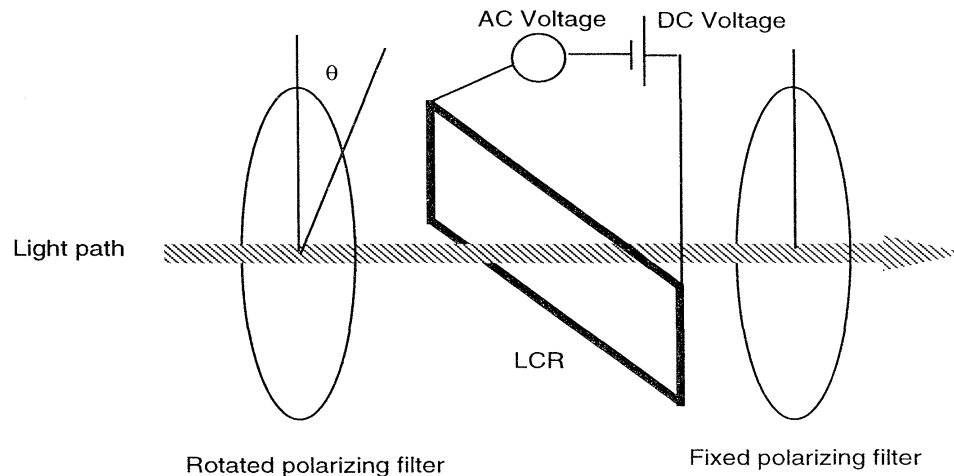 AC Voltage
DC Voltage
θ
Light path
LCR
Rotated polarizing filter
Fixed polarizing filter